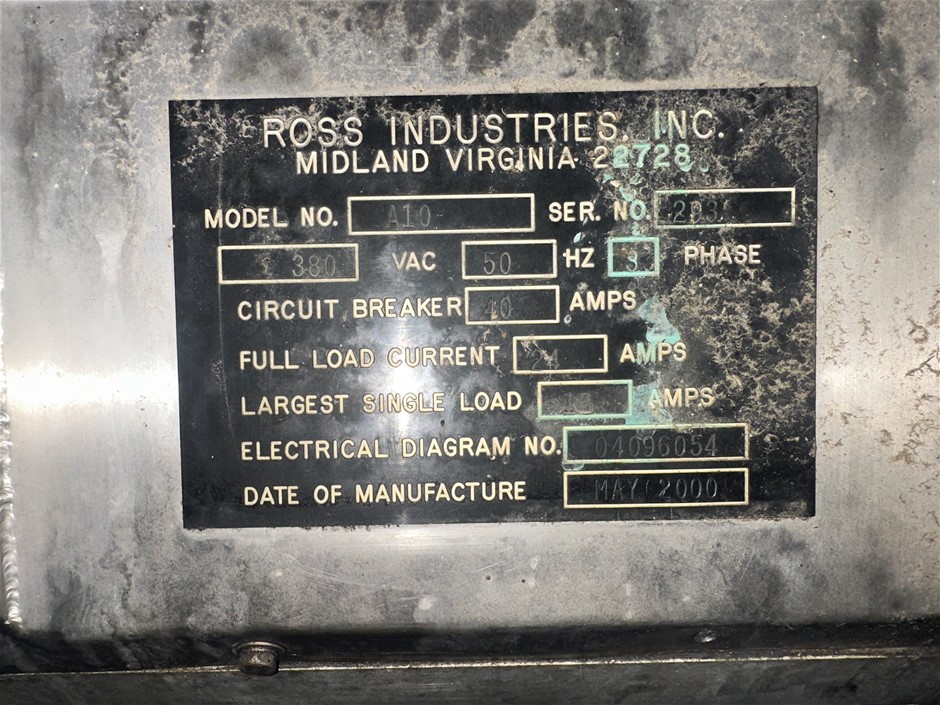 ROSS INDUSTRIES, INC.
MIDLAND VIRGINIA 22728
MODEL NO. A10 SER. NO.
380 VAC 50 HZ 3 PHASE
CIRCUIT BREAKER AMPS
FULL LOAD CURRENT AMPS
LARGEST SINGLE LOAD AMPS
ELECTRICAL DIAGRAM NO. 04096054
DATE OF MANUFACTURE MAY 2000